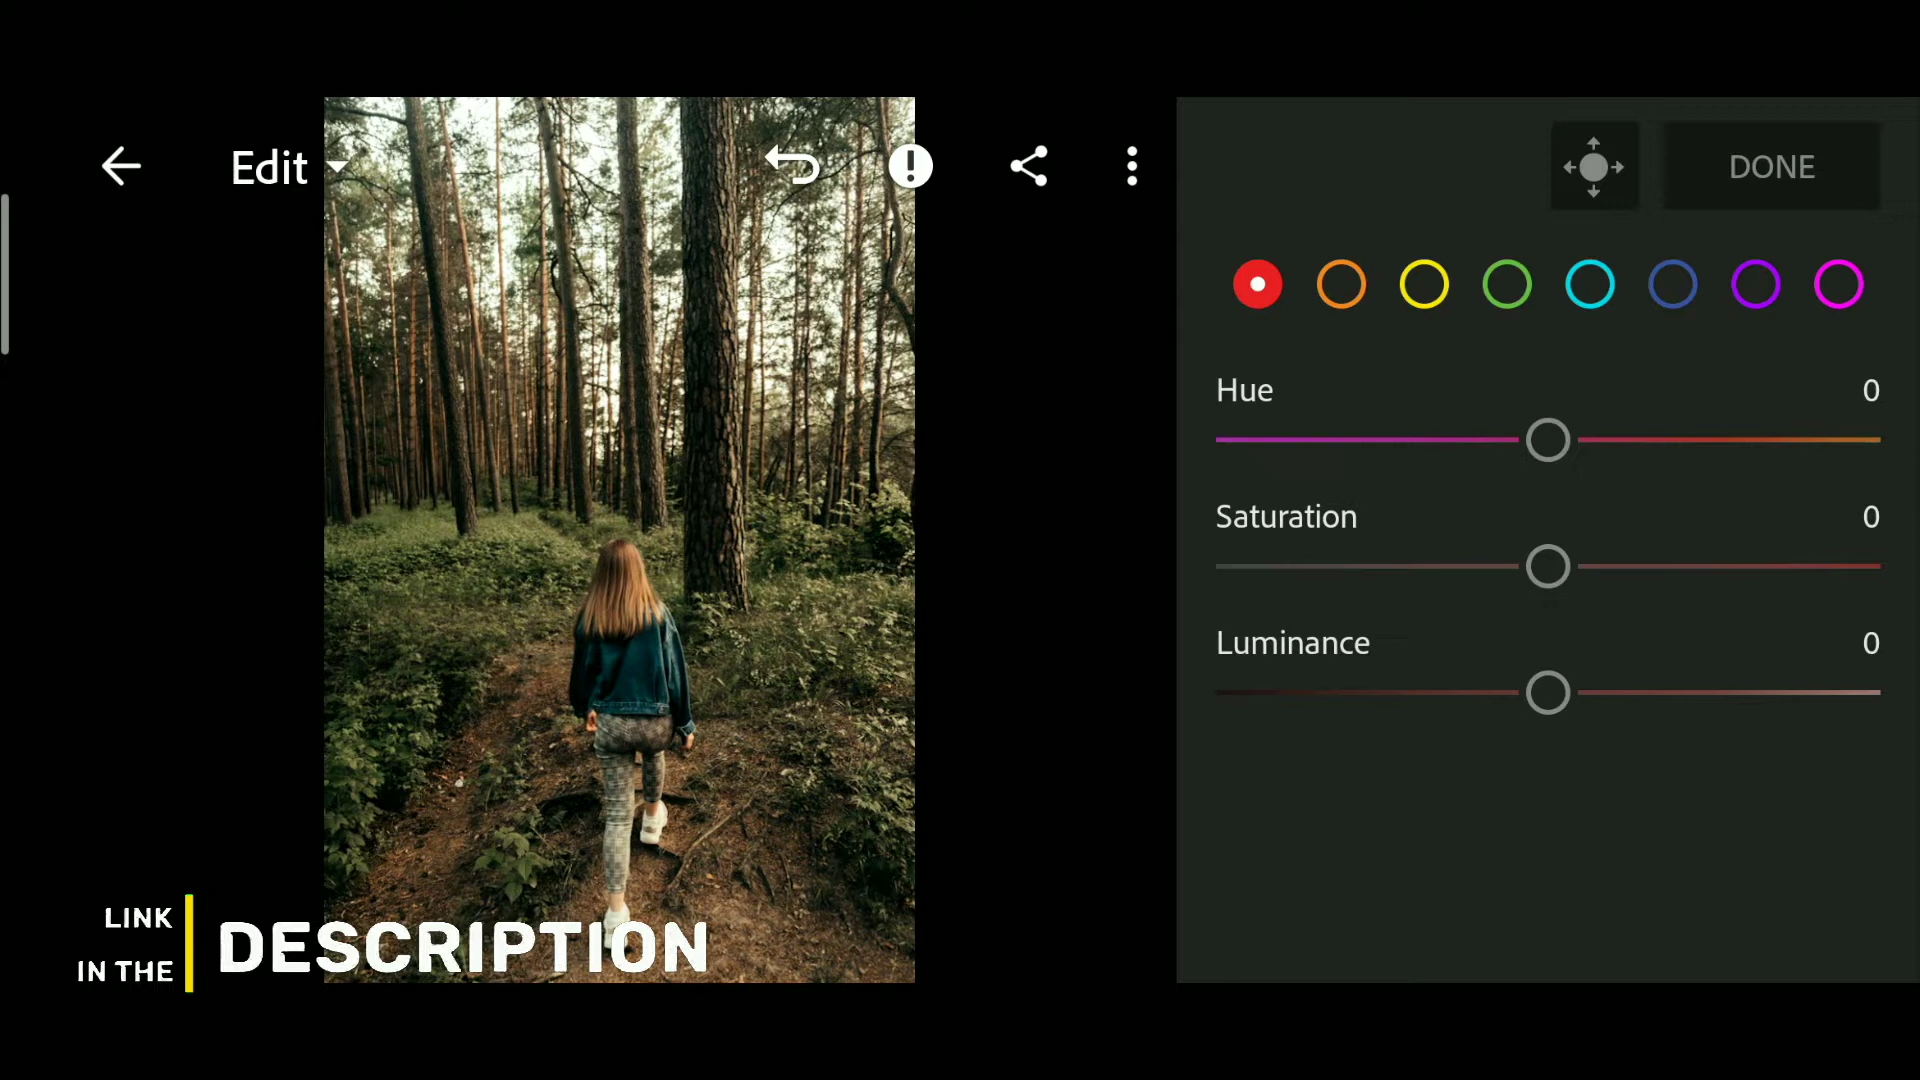 Edit
DONE
Hue 0
Saturation 0
Luminance 0
LINK
IN THE
DESCRIPTION